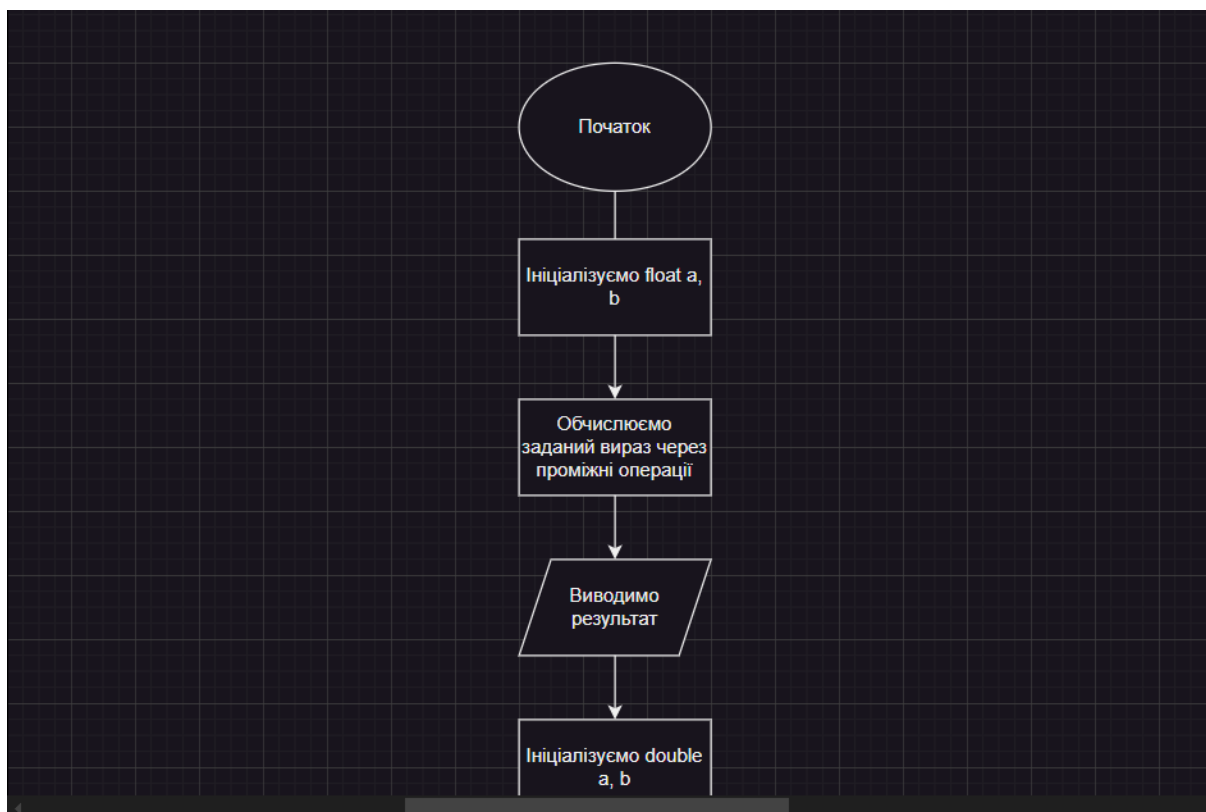 Початок
Ініціалізуємо float a,
b
Обчислюємо
заданий вираз через
проміжні операції
Виводимо
результат
Ініціалізуємо double
a, b